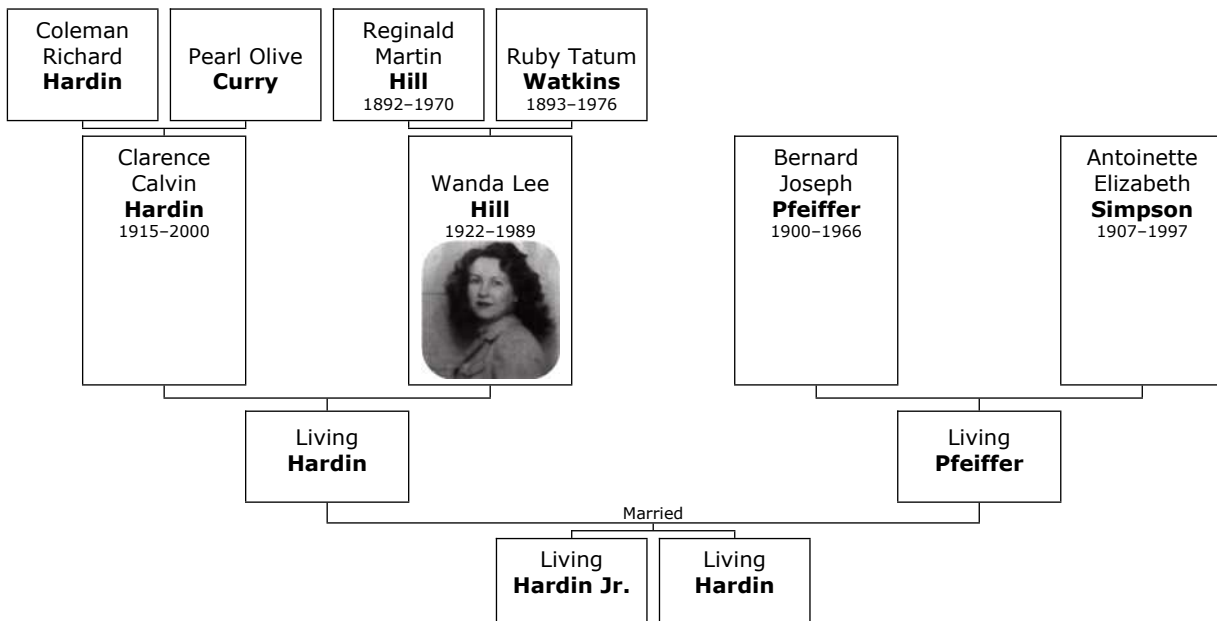 Coleman
Richard
Hardin
Pearl Olive
Curry
Reginald
Martin
Hill
1892–1970
Ruby Tatum
Watkins
1893–1976
Clarence
Calvin
Hardin
1915–2000
Wanda Lee
Hill
1922–1989
Bernard
Joseph
Pfeiffer
1900–1966
Antoinette
Elizabeth
Simpson
1907–1997
Living
Hardin
Living
Pfeiffer
Married
Living
Hardin Jr.
Living
Hardin